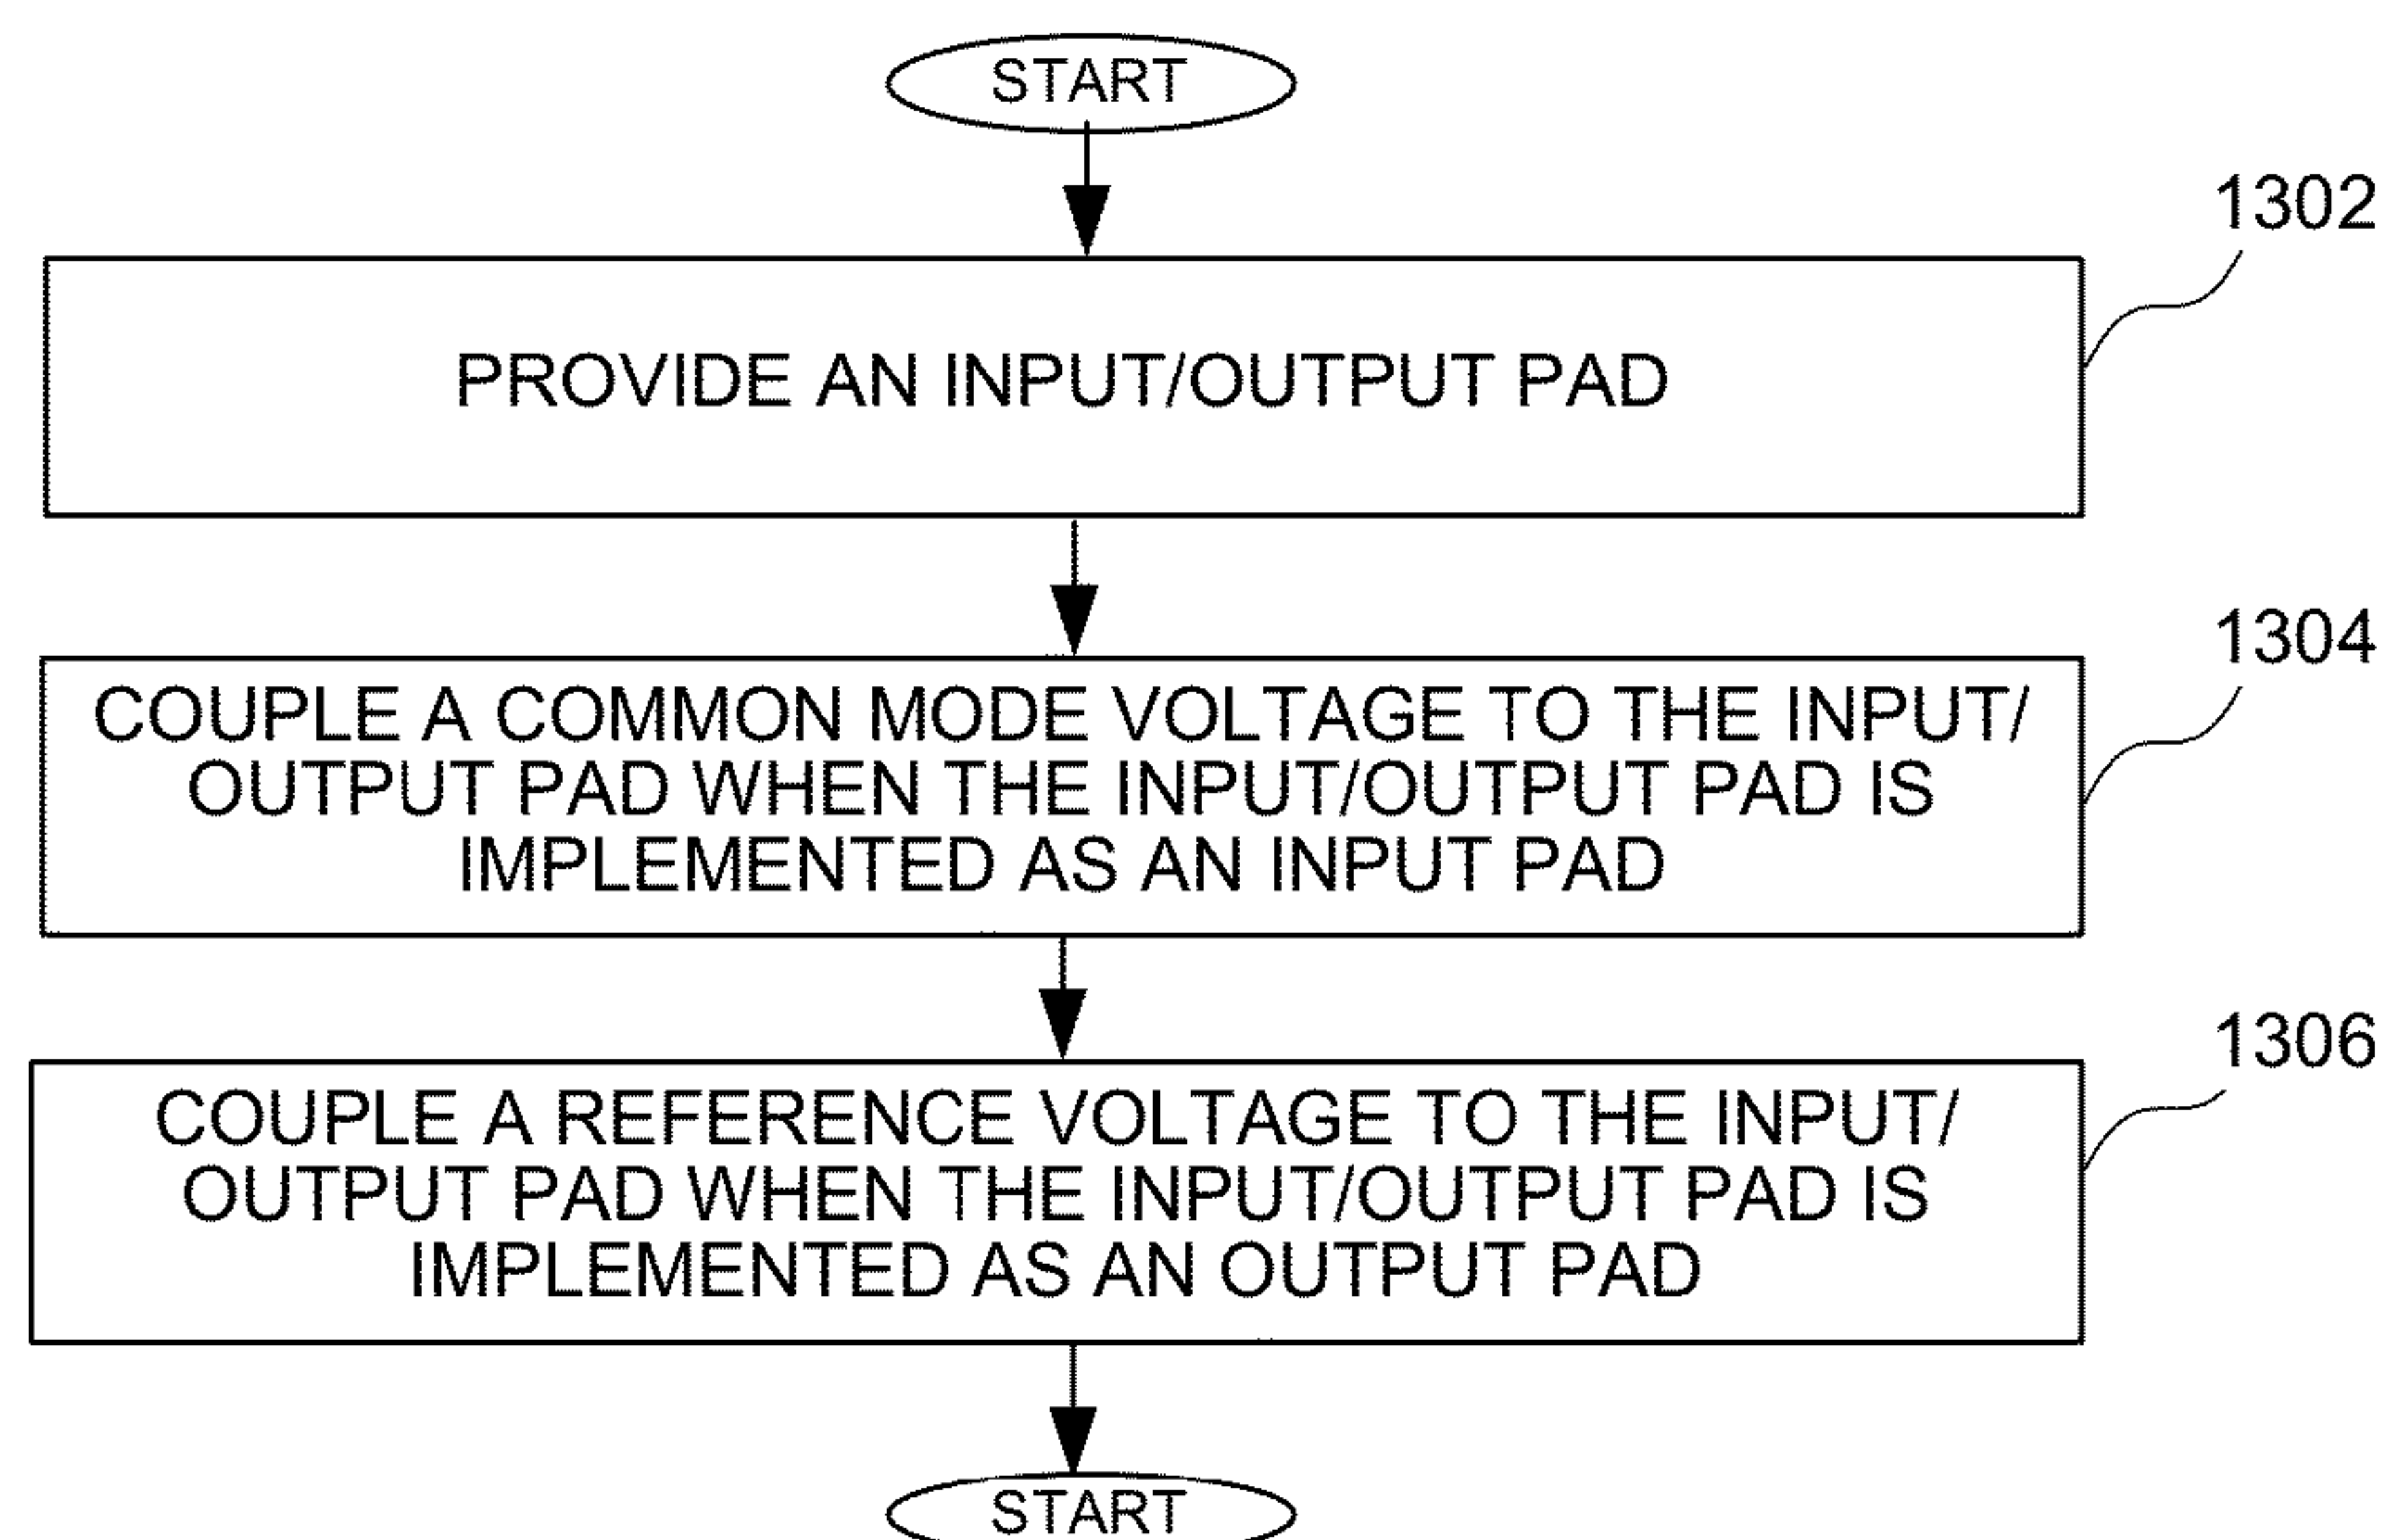 START
1302
PROVIDE AN INPUT/OUTPUT PAD
1304
COUPLE A COMMON MODE VOLTAGE TO THE INPUT/
OUTPUT PAD WHEN THE INPUT/OUTPUT PAD IS
IMPLEMENTED AS AN INPUT PAD
1306
COUPLE A REFERENCE VOLTAGE TO THE INPUT/
OUTPUT PAD WHEN THE INPUT/OUTPUT PAD IS
IMPLEMENTED AS AN OUTPUT PAD
START